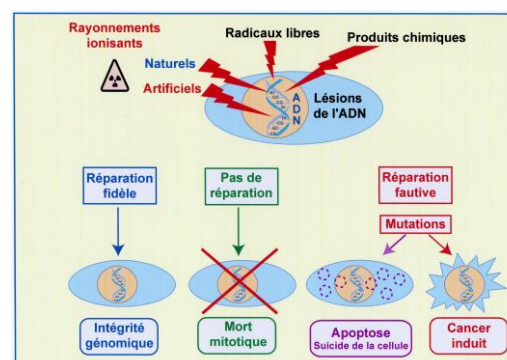 Rayonnements
ionisants
Radicaux libres
Produits chimiques
Naturels
Artificiels
A
D
N
Lésions
de l'ADN
Réparation
fidèle
Pas de
réparation
Réparation
fautive
Mutations
Intégrité
génomique
Mort
mitotique
Apoptose
Suicide de la cellule
Cancer
induit